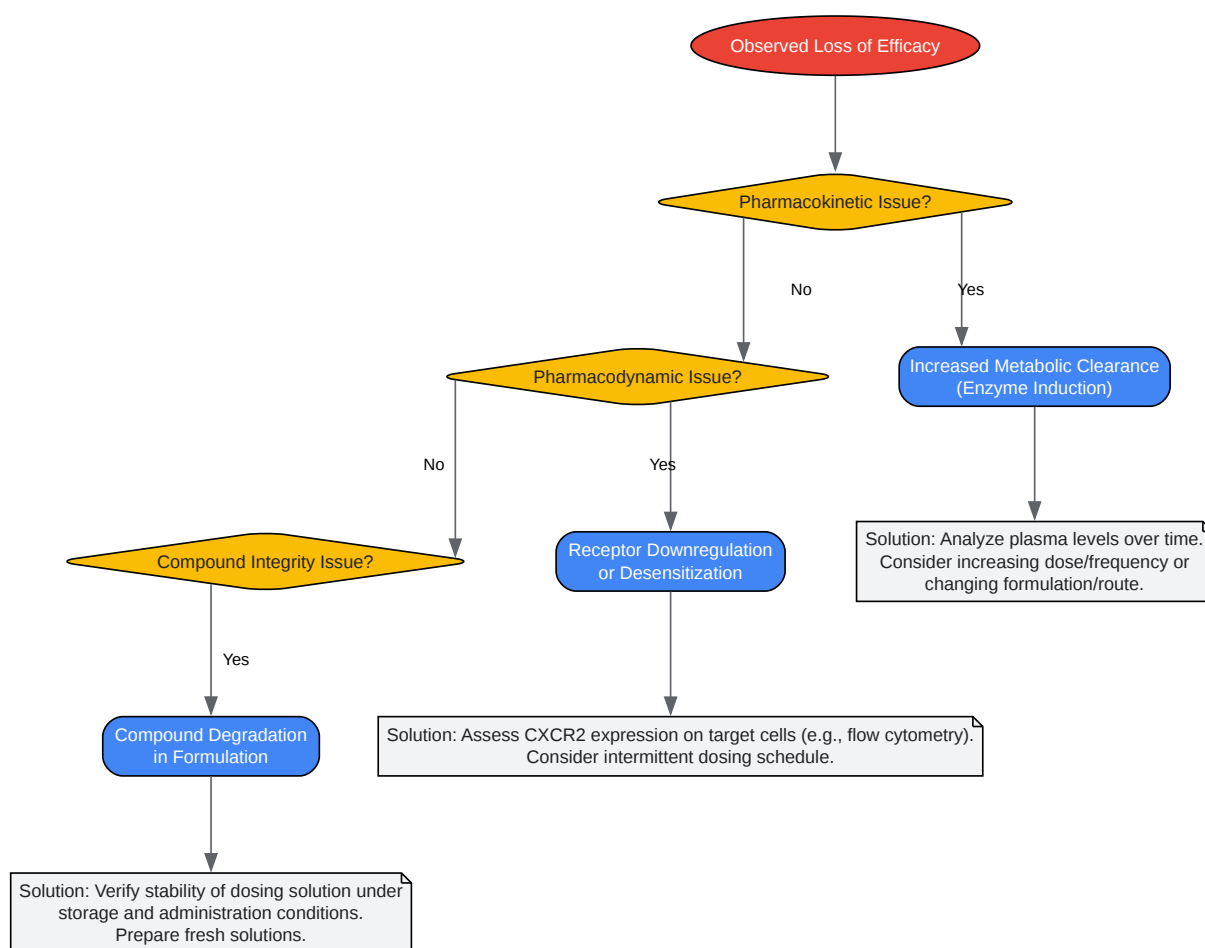 Observed Loss of Efficacy
Pharmacokinetic Issue?
No
Yes
Pharmacodynamic Issue?
Increased Metabolic Clearance
(Enzyme Induction)
No
Yes
Compound Integrity Issue?
Receptor Downregulation
or Desensitization
Solution: Analyze plasma levels over time.
Consider increasing dose/frequency or
changing formulation/route.
Yes
Compound Degradation
in Formulation
Solution: Assess CXCR2 expression on target cells (e.g., flow cytometry).
Consider intermittent dosing schedule.
Solution: Verify stability of dosing solution under
storage and administration conditions.
Prepare fresh solutions.